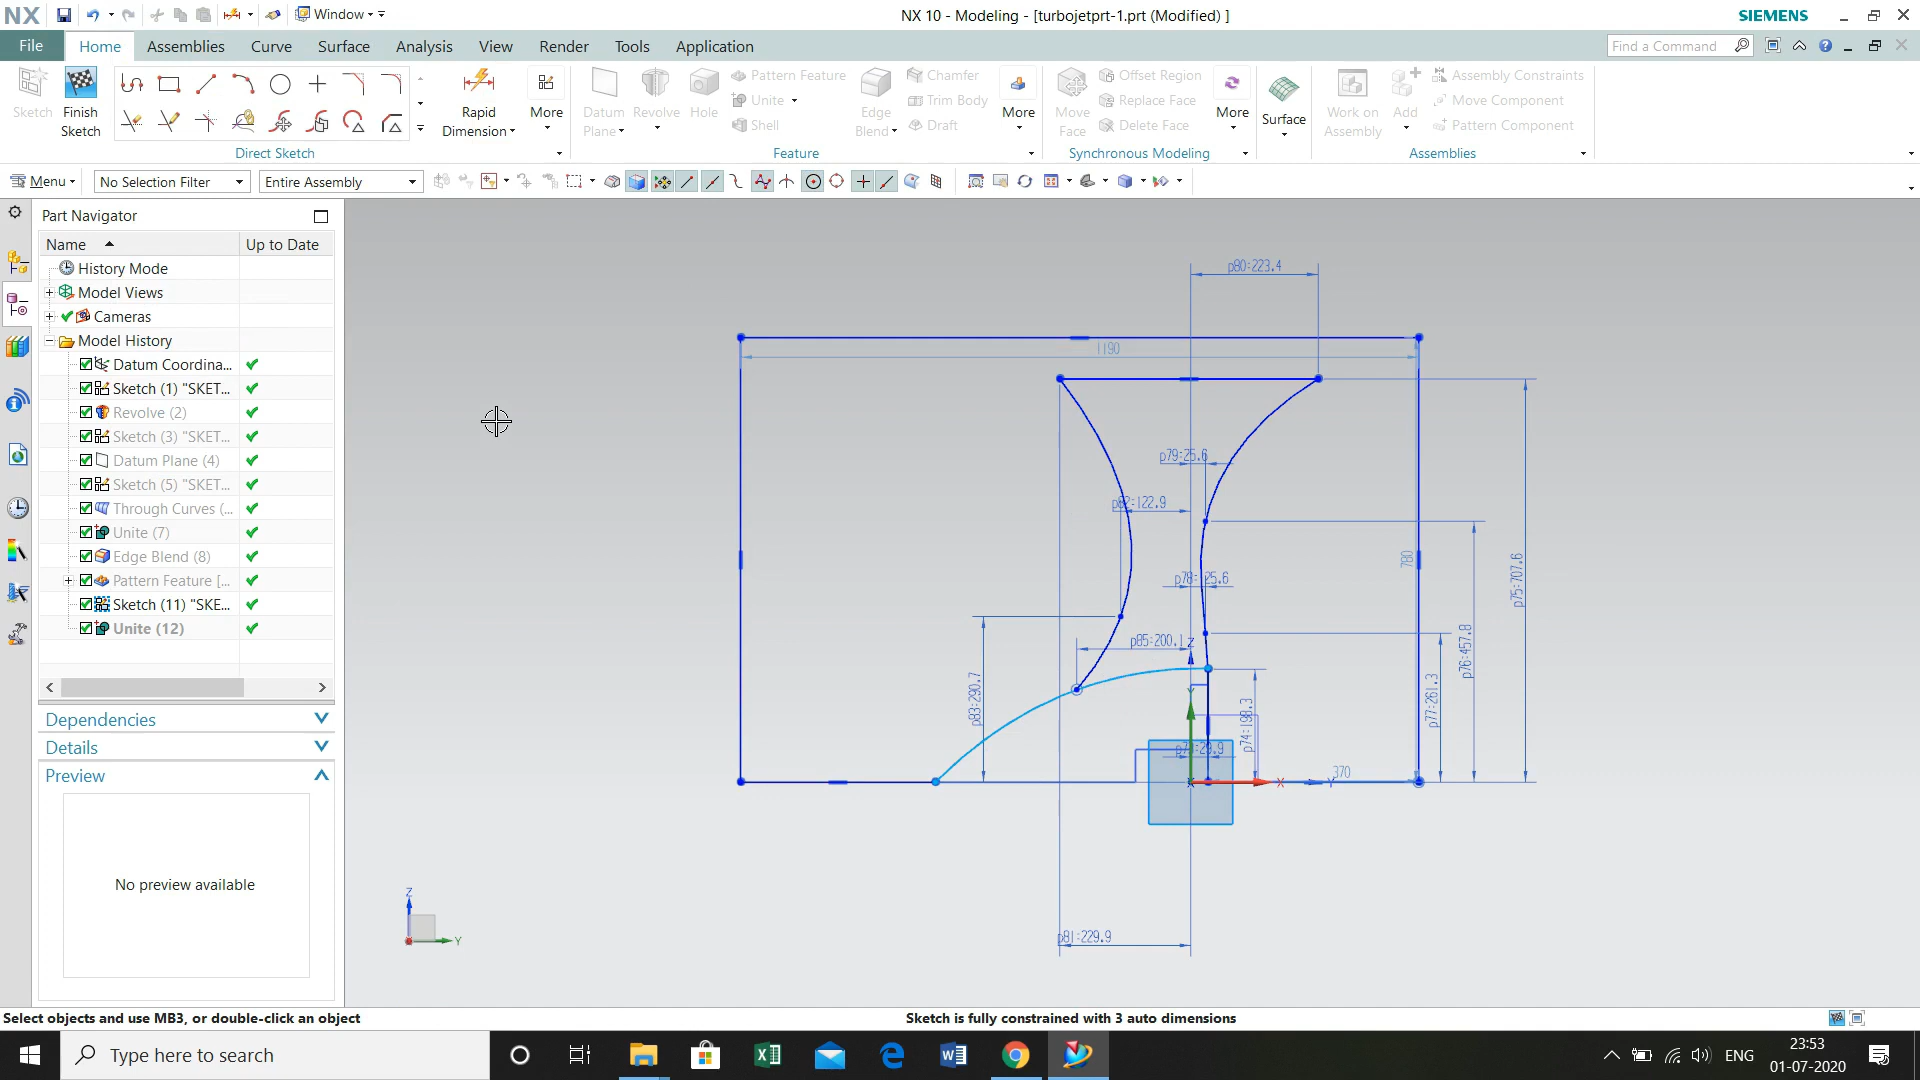 NX
Window
NX 10 - Modeling - [turbojetprt-1.prt (Modified) ]
SIEMENS
File
Home
Assemblies
Curve
Surface
Analysis
View
Render
Tools
Application
Find a Command
Sketch
Finish Sketch
Direct Sketch
Rapid Dimension
More
Datum Plane
Revolve
Hole
Pattern Feature
Unite
Shell
Edge Blend
Chamfer
Trim Body
Draft
More
Feature
Move Face
Offset Region
Replace Face
Delete Face
More
Synchronous Modeling
Surface
Work on Assembly
Add
Assembly Constraints
Move Component
Pattern Component
Assemblies
Menu
No Selection Filter
Entire Assembly
Part Navigator
Name
Up to Date
History Mode
Model Views
Cameras
Model History
Datum Coordina...
Sketch (1) "SKET...
Revolve (2)
Sketch (3) "SKET...
Datum Plane (4)
Sketch (5) "SKET...
Through Curves (...
Unite (7)
Edge Blend (8)
Pattern Feature [...
Sketch (11) "SKE...
Unite (12)
Dependencies
Details
Preview
No preview available
p80:223.4
1190
p79:25.6
p82:122.9
p78:25.6
780
p75:707.6
p85:200.1
Z
p76:457.8
p77:261.3
p83:290.7
p74:198.3
370
X
Y
p81:229.9
Z
Y
Select objects and use MB3, or double-click an object
Sketch is fully constrained with 3 auto dimensions
Type here to search
ENG
23:53
01-07-2020